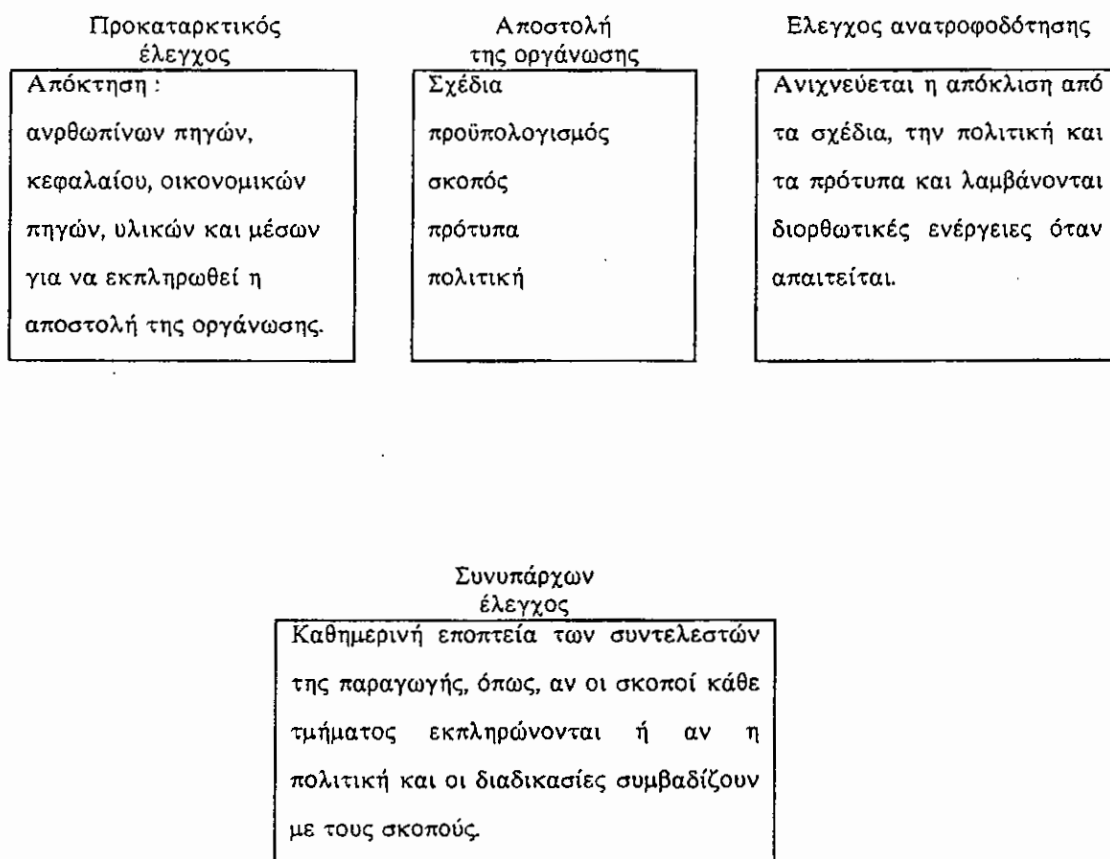 Προκαταρκτικός
έλεγχος
Απόκτηση :
ανρθωπίνων πηγών,
κεφαλαίου, οικονομικών
πηγών, υλικών και μέσων
για να εκπληρωθεί η
αποστολή της οργάνωσης.
Αποστολή
της οργάνωσης
Σχέδια
προϋπολογισμός
σκοπός
πρότυπα
πολιτική
Ελεγχος ανατροφοδότησης
Ανιχνεύεται η απόκλιση από
τα σχέδια, την πολιτική και
τα πρότυπα και λαμβάνονται
διορθωτικές ενέργειες όταν
απαιτείται.
Συνυπάρχων
έλεγχος
Καθημερινή εποπτεία των συντελεστών
της παραγωγής, όπως, αν οι σκοποί κάθε
τμήματος εκπληρώνονται ή αν η
πολιτική και οι διαδικασίες συμβαδίζουν
με τους σκοπούς.